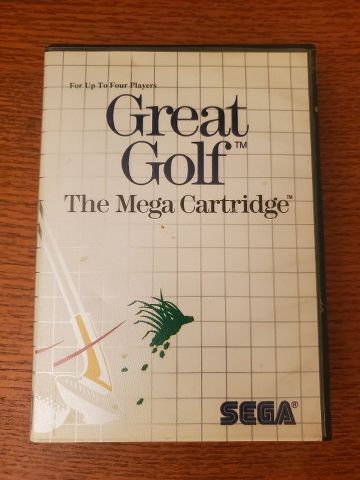 For Up To Four Players
Great
Golf™
The Mega Cartridge™
SEGA®